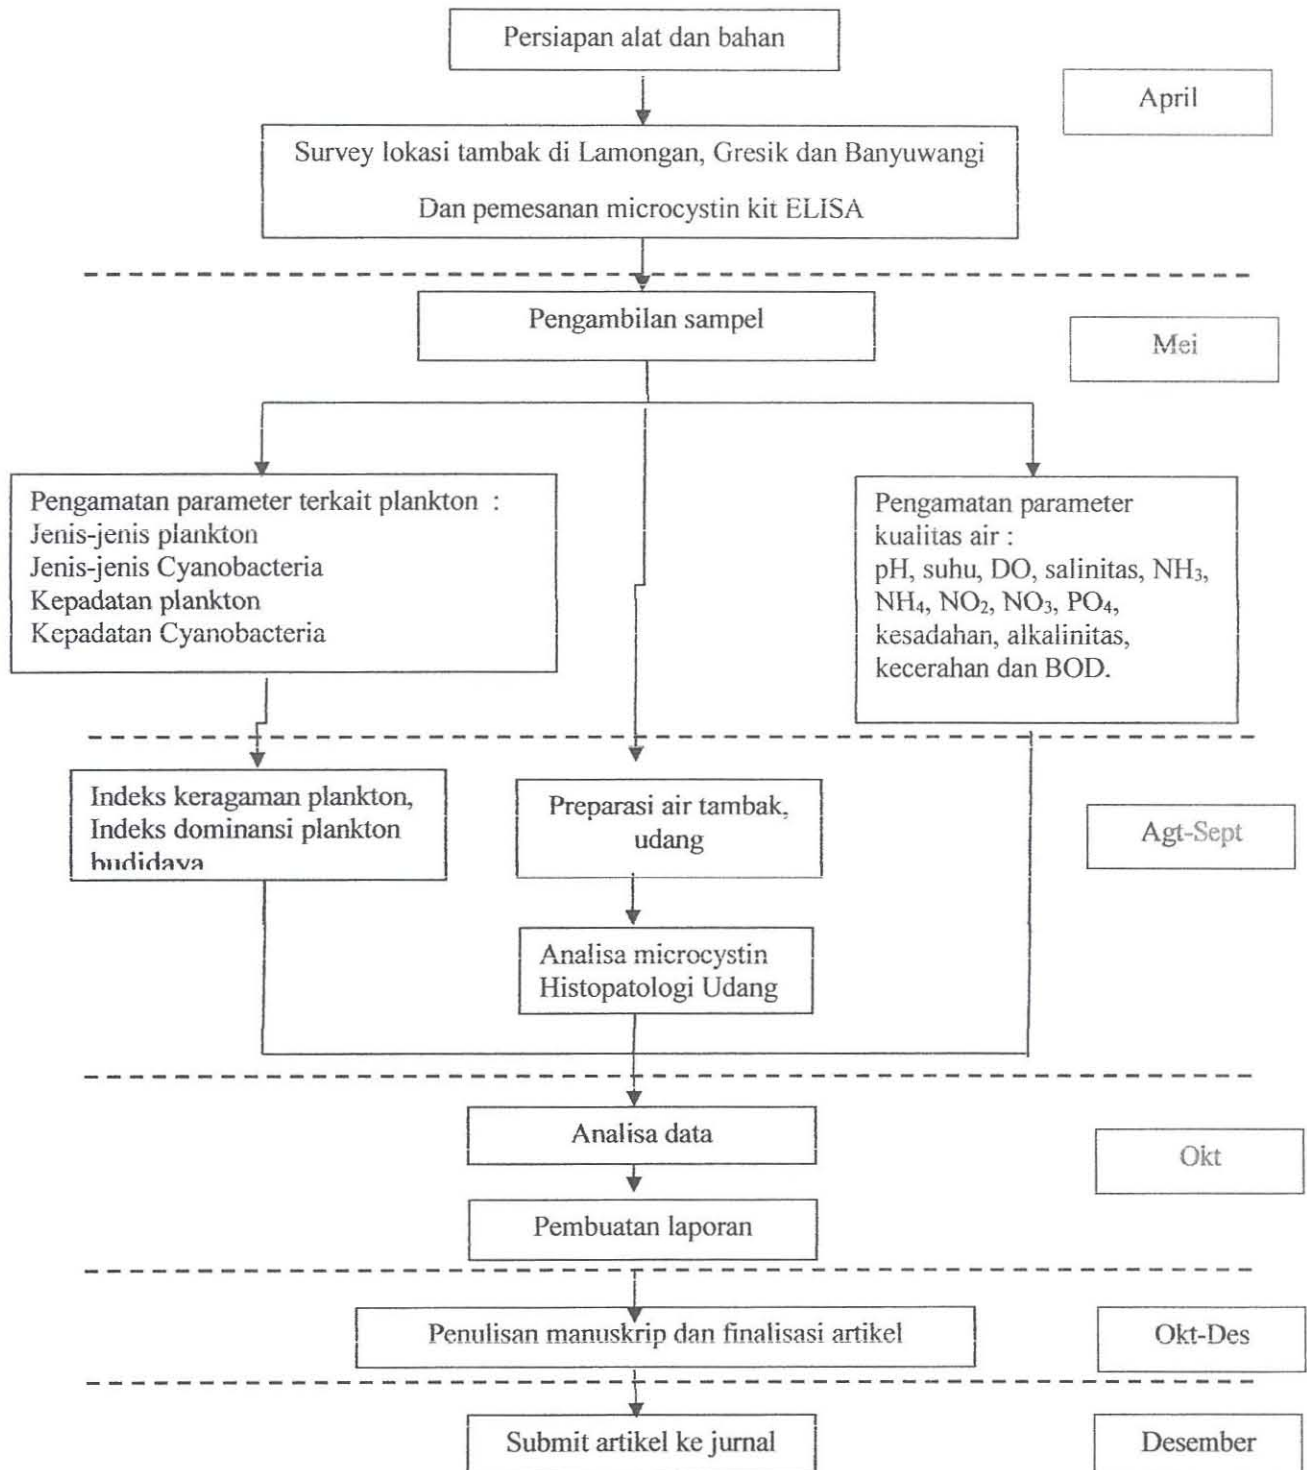 Persiapan alat dan bahan
April
Survey lokasi tambak di Lamongan, Gresik dan Banyuwangi
Dan pemesanan microcystin kit ELISA
Pengambilan sampel
Mei
Pengamatan parameter terkait plankton :
Jenis-jenis plankton
Jenis-jenis Cyanobacteria
Kepadatan plankton
Kepadatan Cyanobacteria
Pengamatan parameter
kualitas air :
pH, suhu, DO, salinitas, NH₃,
NH₄, NO₂, NO₃, PO₄,
kesadahan, alkalinitas,
kecerahan dan BOD.
Indeks keragaman plankton,
Indeks dominansi plankton
budidaya
Preparasi air tambak,
udang
Agt-Sept
Analisa microcystin
Histopatologi Udang
Analisa data
Okt
Pembuatan laporan
Penulisan manuskrip dan finalisasi artikel
Okt-Des
Submit artikel ke jurnal
Desember